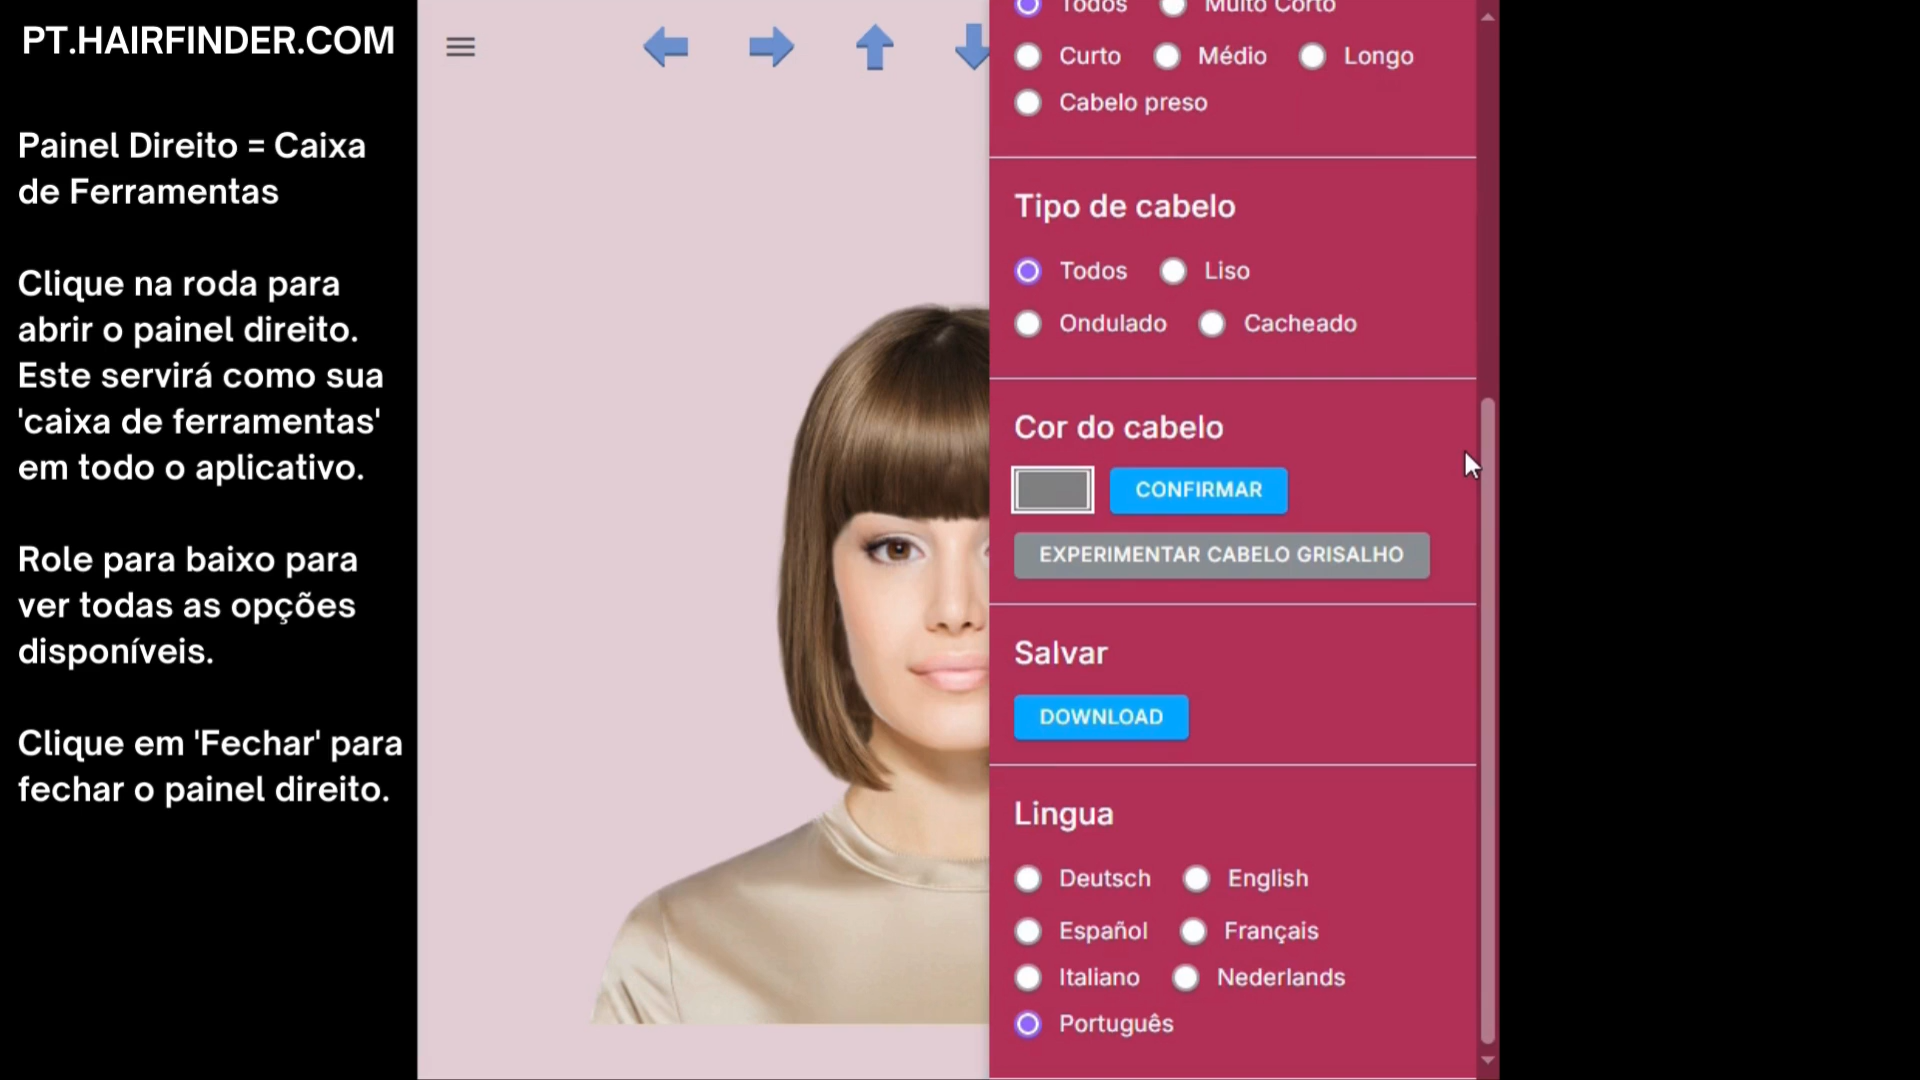 PT.HAIRFINDER.COM
Painel Direito = Caixa
de Ferramentas
Clique na roda para
abrir o painel direito.
Este servirá como sua
'caixa de ferramentas'
em todo o aplicativo.
Role para baixo para
ver todas as opções
disponíveis.
Clique em 'Fechar' para
fechar o painel direito.
Todos Muito Corto
Curto Médio Longo
Cabelo preso
Tipo de cabelo
Todos Liso
Ondulado Cacheado
Cor do cabelo
CONFIRMAR
EXPERIMENTAR CABELO GRISALHO
Salvar
DOWNLOAD
Lingua
Deutsch English
Español Français
Italiano Nederlands
Português